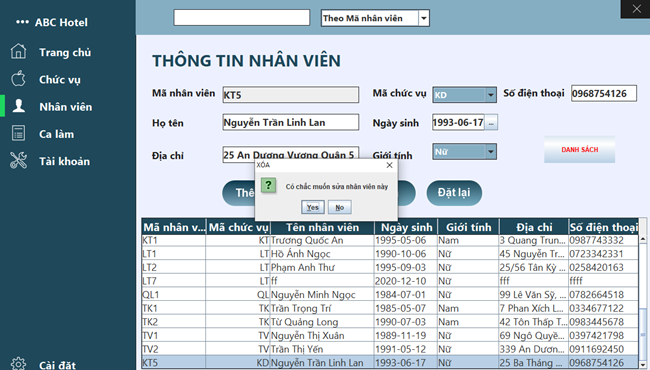 ••• ABC Hotel
Theo Mã nhân viên
Trang chủ
Chức vụ
Nhân viên
Ca làm
Tài khoản
Cài đặt
THÔNG TIN NHÂN VIÊN
Mã nhân viên KT5 Mã chức vụ KD Số điện thoại 0968754126
Họ tên Nguyễn Trần Linh Lan Ngày sinh 1993-06-17 ...
Địa chỉ 25 An Dương Vương Quận 5 Giới tính Nữ DANH SÁCH
XÓA
Có chắc muốn sửa nhân viên này
Yes No
Đặt lại
Mã nhân v... Mã chức vụ Tên nhân viên Ngày sinh Giới tính Địa chỉ Số điện thoại
KT1 KT Trương Quốc An 1995-05-06 Nam 3 Quang Trun... 0987743332
LT1 LT Hồ Ánh Ngọc 1990-10-06 Nữ 45 Nguyễn Tr... 0723342331
LT2 LT Phạm Anh Thư 1995-09-03 Nữ 25/56 Tân Kỳ ... 0258420163
LT7 LT ff 2020-12-10 Nữ fff ffff
QL1 QL Nguyễn Minh Ngọc 1984-07-01 Nữ 99 Lê Văn Sỹ, ... 0782664518
TK1 TK Trần Trọng Trí 1985-05-07 Nam 7 Phan Xích L... 0334677122
TK2 TK Từ Quảng Long 1990-07-03 Nam 42 Tôn Thấp T... 0983445678
TV1 TV Nguyễn Thị Xuân 1989-11-19 Nữ 69 Ngô Quyề... 0397421798
TV2 TV Trần Thị Yến 1991-05-12 Nữ 339 An Dươn... 0911692450
KT5 KD Nguyễn Trần Linh Lan 1993-06-17 Nữ 25 Ba Tháng ... 0968754126